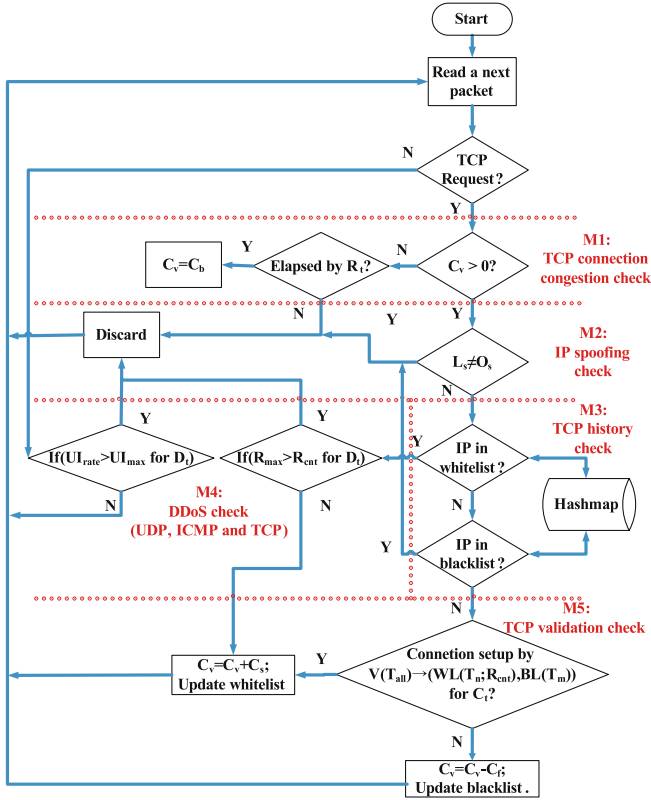 Start
Read a next
packet
N
TCP
Request?
Y
M1:
TCP connection
congestion check
C_v=C_b
Y
Elapsed by R_t?
N
C_v > 0?
N
Y
Y
M2:
IP spoofing
check
Discard
L_s≠O_s
N
M3:
TCP history
check
Y
Y
If(UI_rate>UI_max for D_t)
If(R_max>R_cnt for D_t)
Y
IP in
whitelist?
Hashmap
N
M4:
DDoS check
(UDP, ICMP and TCP)
N
N
Y
IP in
blacklist?
N
M5:
TCP validation check
Connetion setup by
V(T_all)→(WL(T_n;R_cnt),BL(T_m))
for C_t?
Y
C_v=C_v+C_s;
Update whitelist
N
C_v=C_v-C_f;
Update blacklist .